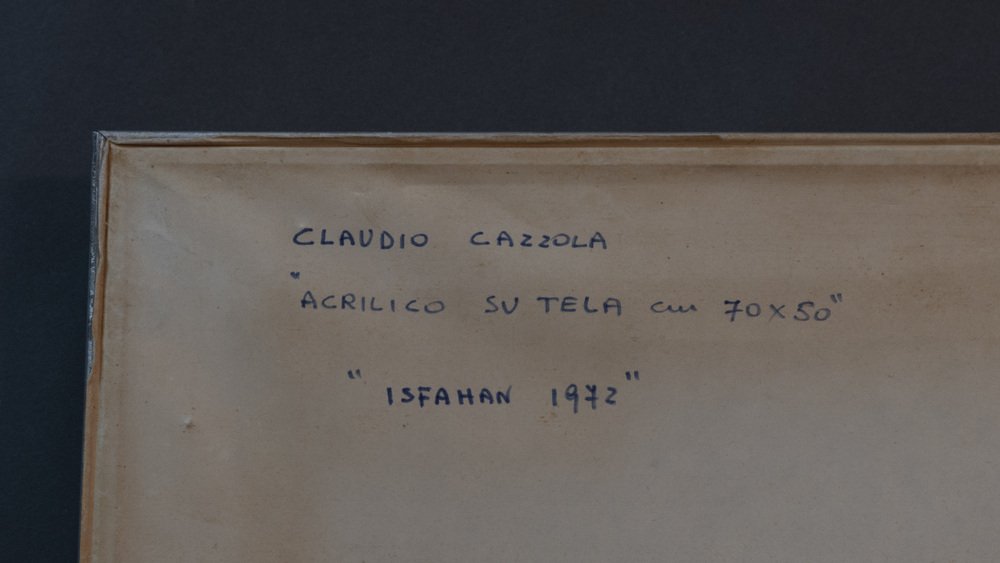 CLAUDIO CAZZOLA
"ACRILICO SU TELA cm 70X50"
"ISFAHAN 1972"